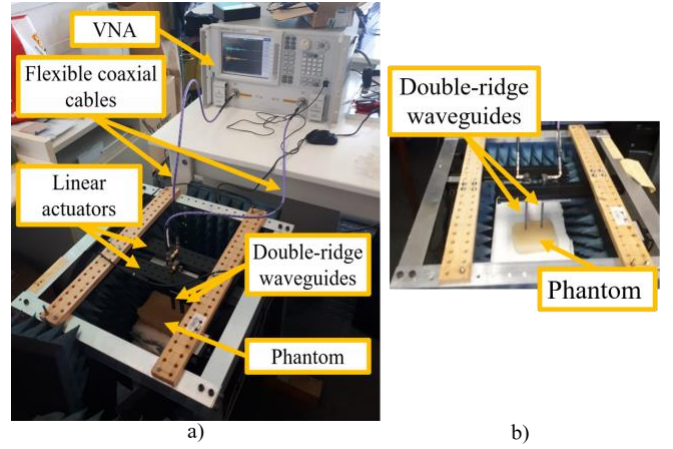 VNA
Flexible coaxial
cables
Linear
actuators
Double-ridge
waveguides
Phantom
a)
Double-ridge
waveguides
Phantom
b)